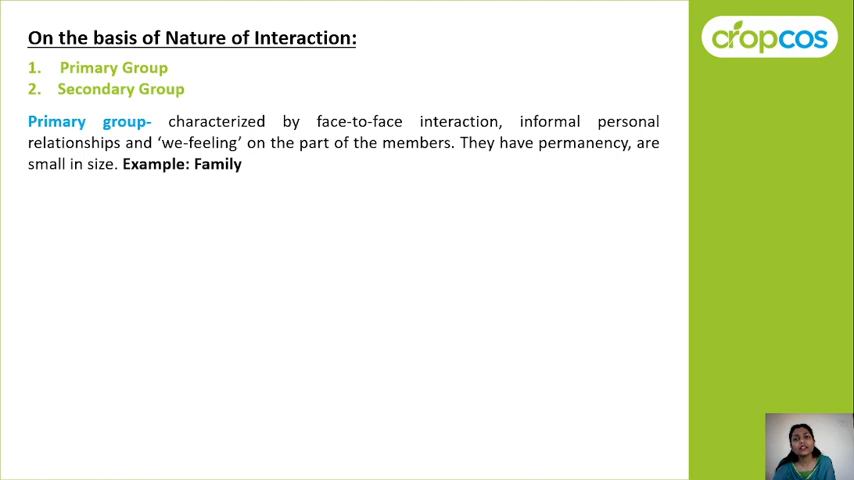 On the basis of Nature of Interaction:
cropcos
1. Primary Group
2. Secondary Group
Primary group- characterized by face-to-face interaction, informal personal
relationships and ‘we-feeling’ on the part of the members. They have permanency, are
small in size. Example: Family